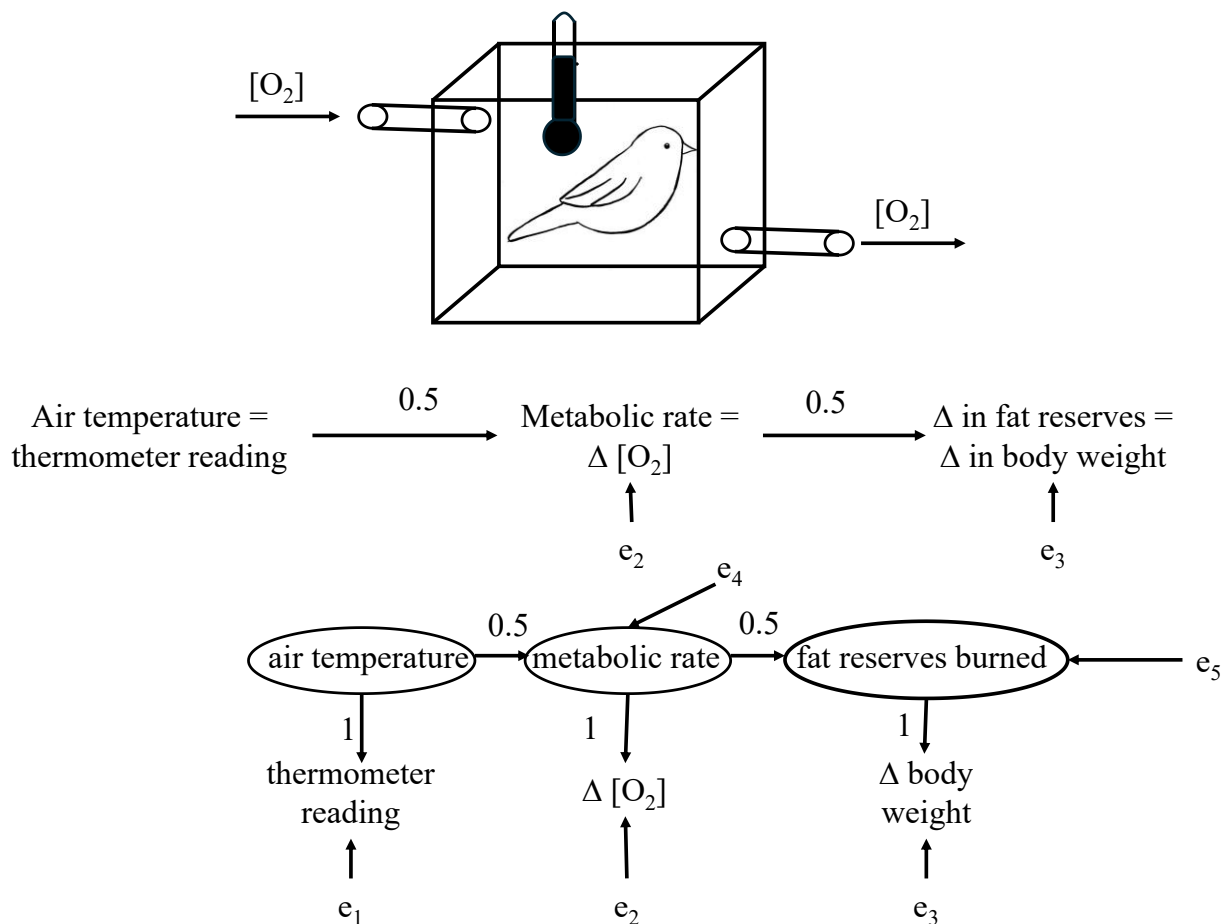 [O₂]
[O₂]
0.5
0.5
Air temperature =
thermometer reading
Metabolic rate =
Δ [O₂]
Δ in fat reserves =
Δ in body weight
e₂
e₃
e₄
0.5
0.5
air temperature
metabolic rate
fat reserves burned
e₅
1
1
1
thermometer
reading
Δ [O₂]
Δ body
weight
e₁
e₂
e₃